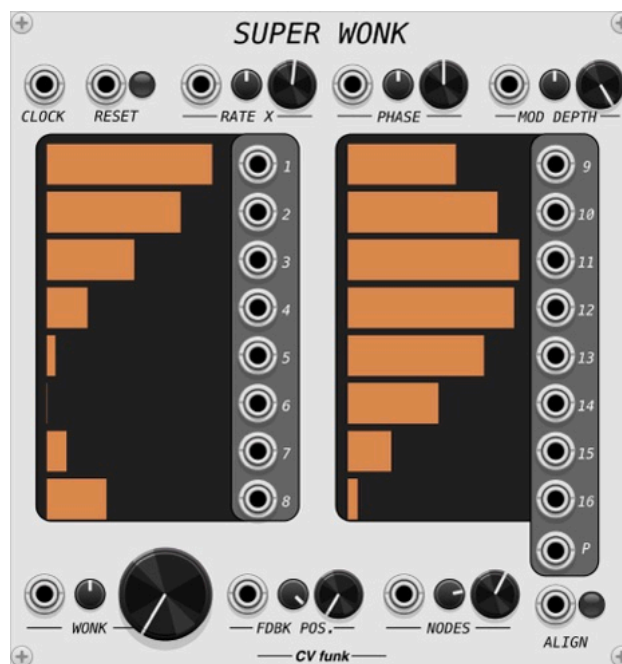 SUPER WONK
CLOCK RESET RATE X PHASE MOD DEPTH
1 9
2 10
3 11
4 12
5 13
6 14
7 15
8 16
P
WONK FDBK POS. NODES ALIGN
CV funk